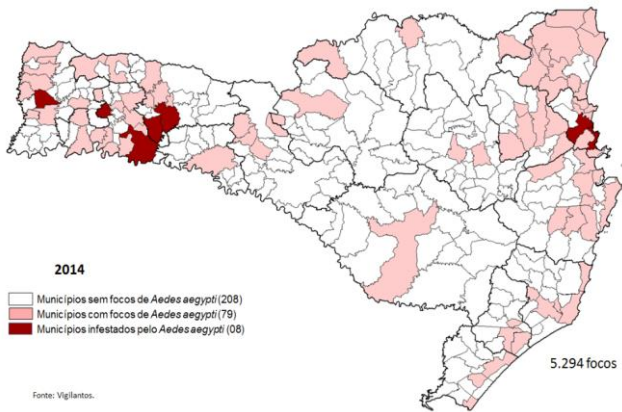 2014
Municípios sem focos de Aedes aegypti (208)
Municípios com focos de Aedes aegypti (79)
Municípios infestados pelo Aedes aegypti (08)
5.294 focos
Fonte: Vigilantos.